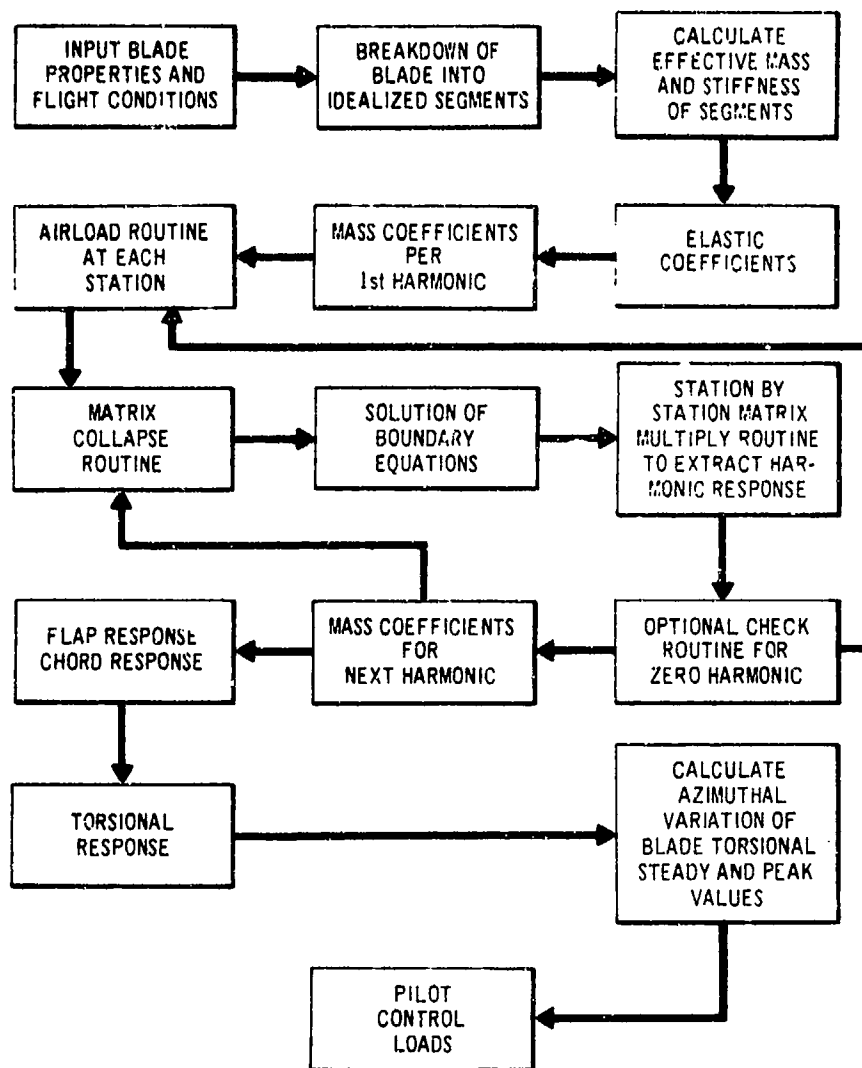 INPUT BLADE
PROPERTIES AND
FLIGHT CONDITIONS
BREAKDOWN OF
BLADE INTO
IDEALIZED SEGMENTS
CALCULATE
EFFECTIVE MASS
AND STIFFNESS
OF SEGMENTS
AIRLOAD ROUTINE
AT EACH
STATION
MASS COEFFICIENTS
PER
1st HARMONIC
ELASTIC
COEFFICIENTS
MATRIX
COLLAPSE
ROUTINE
SOLUTION OF
BOUNDARY
EQUATIONS
STATION BY
STATION MATRIX
MULTIPLY ROUTINE
TO EXTRACT HAR-
MONIC RESPONSE
FLAP RESPONSE
CHORD RESPONSE
MASS COEFFICIENTS
FOR
NEXT HARMONIC
OPTIONAL CHECK
ROUTINE FOR
ZERO HARMONIC
TORSIONAL
RESPONSE
CALCULATE
AZIMUTHAL
VARIATION OF
BLADE TORSIONAL
STEADY AND PEAK
VALUES
PILOT
CONTROL
LOADS